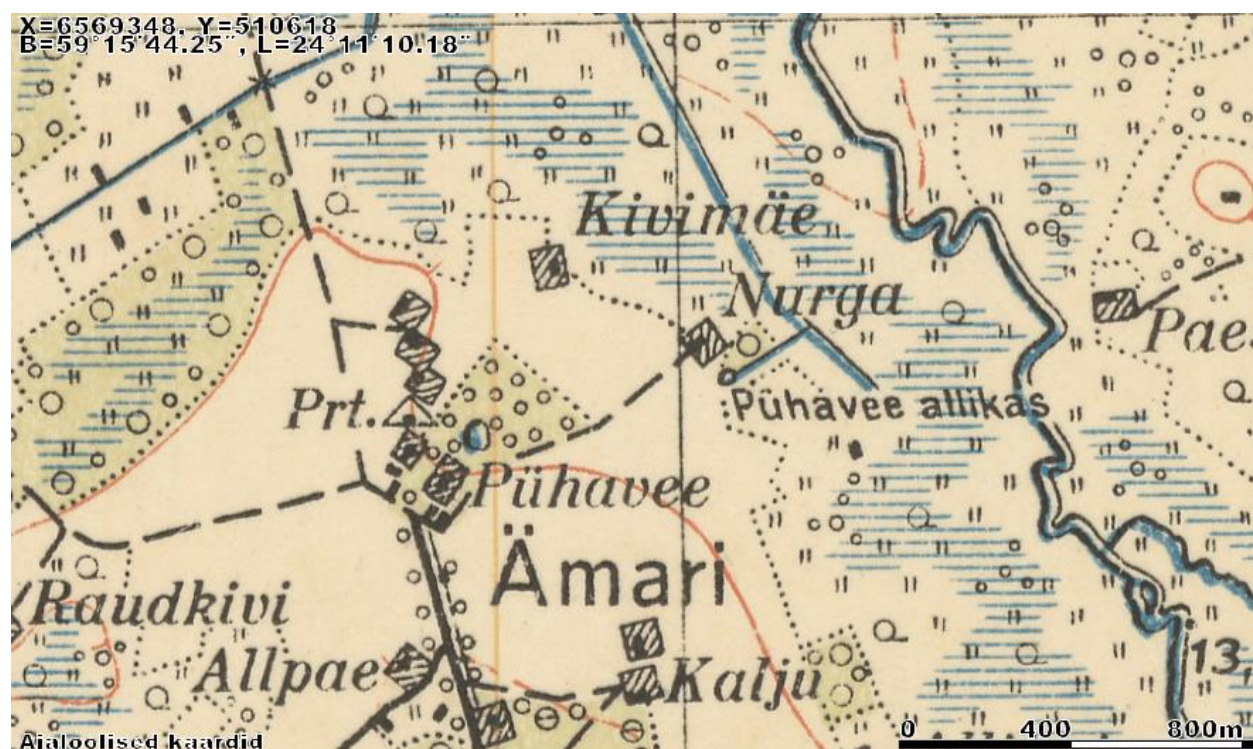 X=6569348, Y=510618
B=59°15'44.25", L=24°11'10.18"
Kivimäe
Nurga
Pae
Prt.
Pühavee allikas
Pühavee
Ämari
Raudkivi
Allpae
Kalju
13
0 400 800m
Ajaloolised kaardid